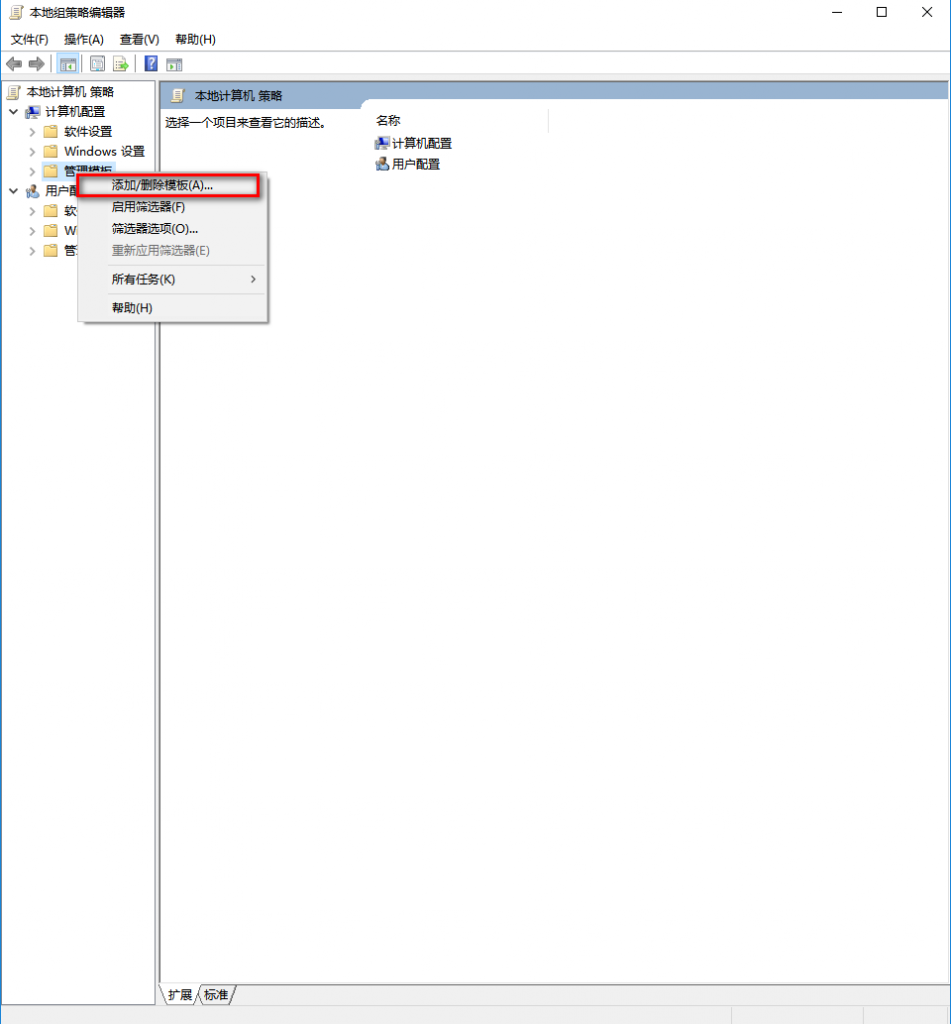 本地组策略编辑器
文件(F) 操作(A) 查看(V) 帮助(H)
本地计算机 策略
计算机配置
软件设置
Windows 设置
管理模板
用户配
软
W
管
添加/删除模板(A)...
启用筛选器(F)
筛选器选项(O)...
重新应用筛选器(E)
所有任务(K)
帮助(H)
本地计算机 策略
选择一个项目来查看它的描述。
名称
计算机配置
用户配置
扩展 标准